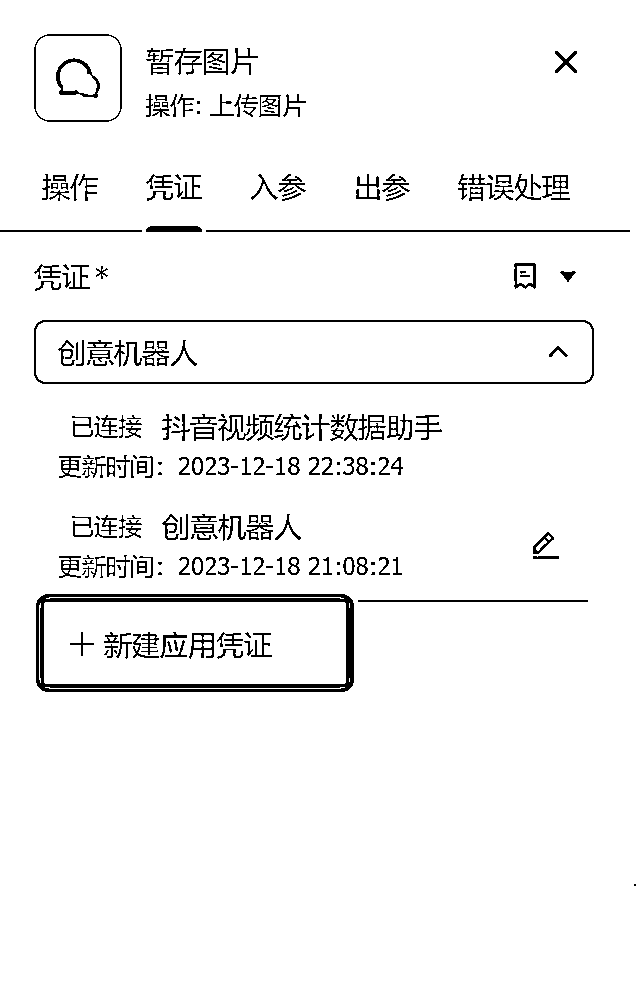 暂存图片
操作: 上传图片
操作 凭证 入参 出参 错误处理
凭证*
创意机器人
已连接 抖音视频统计数据助手
更新时间：2023-12-18 22:38:24
已连接 创意机器人
更新时间：2023-12-18 21:08:21
+ 新建应用凭证